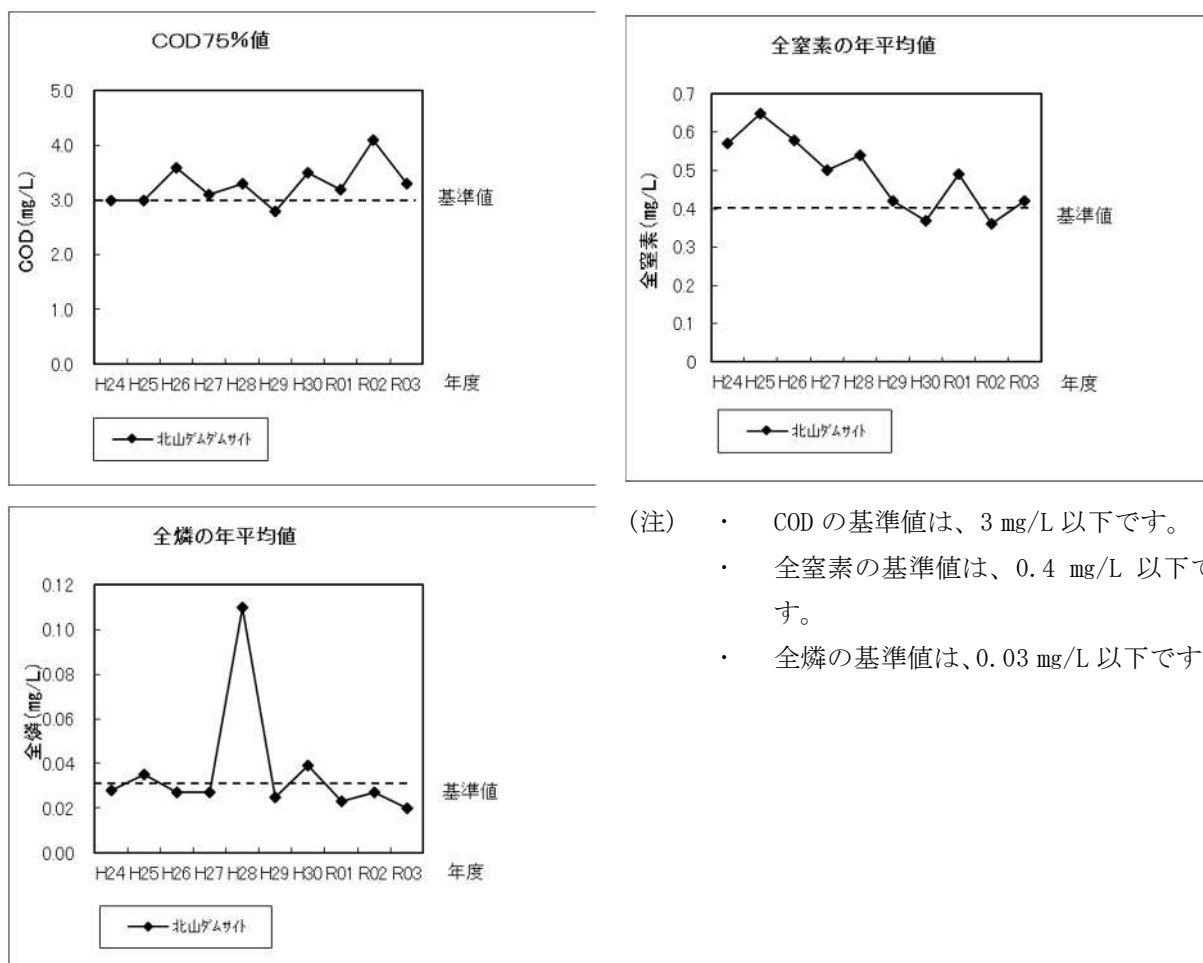 COD75%値
5.0
4.0
3.0
2.0
1.0
0.0
COD(mg/L)
基準値
H24 H25 H26 H27 H28 H29 H30 R01 R02 R03 年度
北山ダムダムサイト
全窒素の年平均値
0.7
0.6
0.5
0.4
0.3
0.2
0.1
0
全窒素(mg/L)
基準値
H24 H25 H26 H27 H28 H29 H30 R01 R02 R03 年度
北山ダムサイト
全燐の年平均値
0.12
0.10
0.08
0.06
0.04
0.02
0.00
全燐(mg/L)
基準値
H24 H25 H26 H27 H28 H29 H30 R01 R02 R03 年度
北山ダムサイト
(注) ・ COD の基準値は、3 mg/L 以下です。
・ 全窒素の基準値は、0.4 mg/L 以下で
す。
・ 全燐の基準値は、0.03 mg/L 以下です